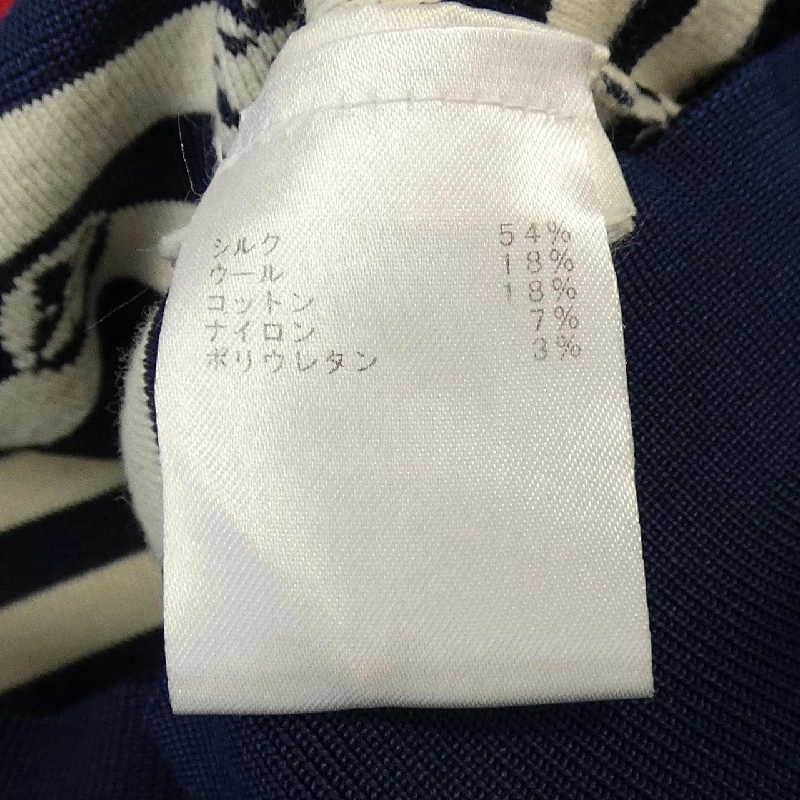 シルク 54%
ウール 18%
コットン 18%
ナイロン 7%
ポリウレタン 3%